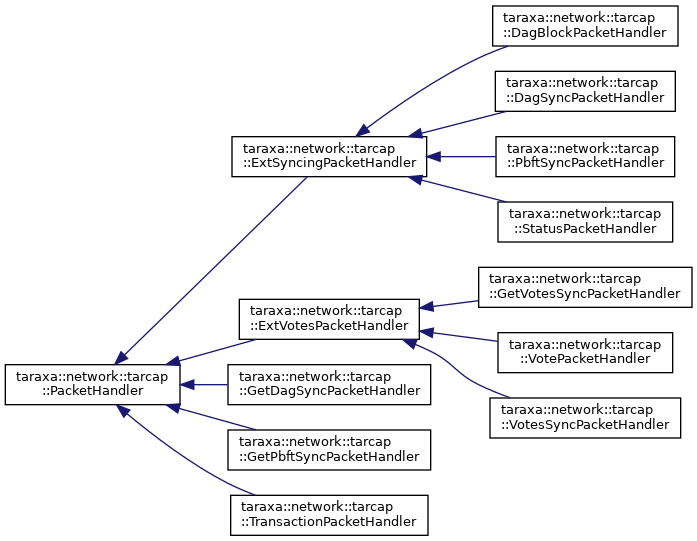 taraxa::network::tarcap
::DagBlockPacketHandler
taraxa::network::tarcap
::DagSyncPacketHandler
taraxa::network::tarcap
::ExtSyncingPacketHandler
taraxa::network::tarcap
::PbftSyncPacketHandler
taraxa::network::tarcap
::StatusPacketHandler
taraxa::network::tarcap
::GetVotesSyncPacketHandler
taraxa::network::tarcap
::ExtVotesPacketHandler
taraxa::network::tarcap
::VotePacketHandler
taraxa::network::tarcap
::PacketHandler
taraxa::network::tarcap
::GetDagSyncPacketHandler
taraxa::network::tarcap
::VotesSyncPacketHandler
taraxa::network::tarcap
::GetPbftSyncPacketHandler
taraxa::network::tarcap
::TransactionPacketHandler